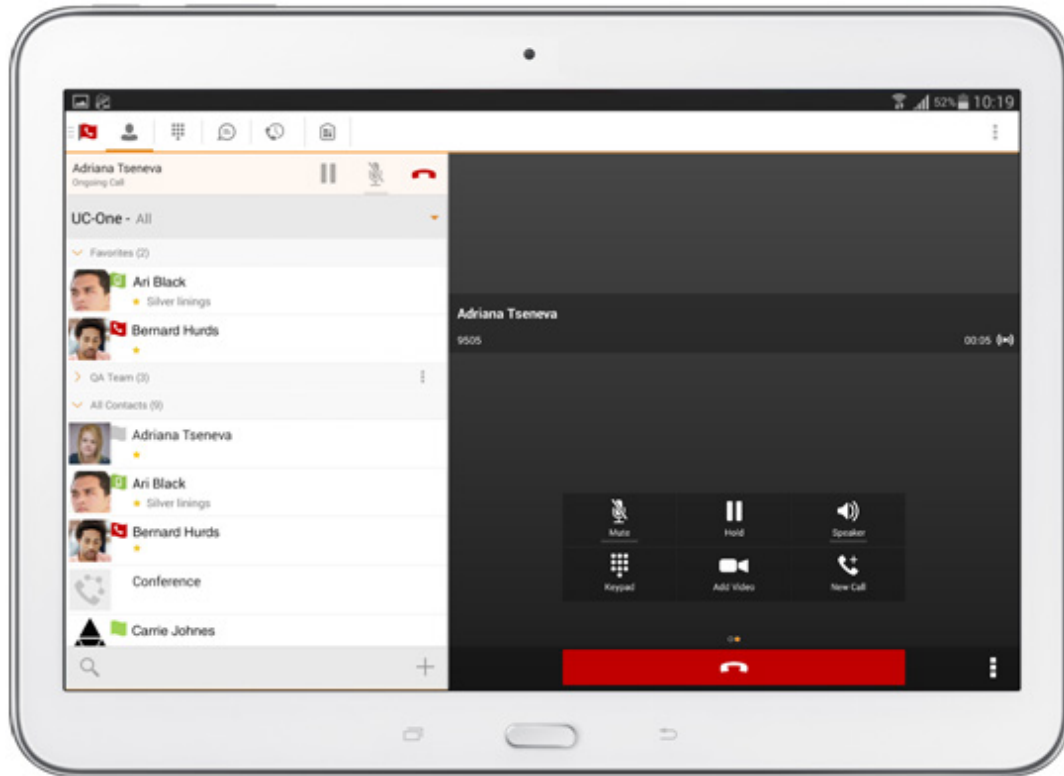 52% 10:19
Adriana Tseneva
Ongoing Call
UC-One - All
Favorites (2)
Ari Black
Silver linings
Bernard Hurds
QA Team (3)
All Contacts (9)
Adriana Tseneva
Ari Black
Silver linings
Bernard Hurds
Conference
Carrie Johnes
Adriana Tseneva
9505 00:05
Mute Hold Speaker
Keypad Add Video New Call